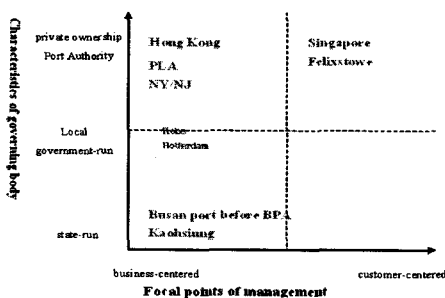 private ownership
Port Authority
Hong Kong
PLA
NY/NJ
Singapore
Felixstowe
Characteristics of governing body
Local
government-run
Kobe
Rotterdam
state-run
Busan port before BPA
Kaohsiung
business-centered
customer-centered
Focal points of management